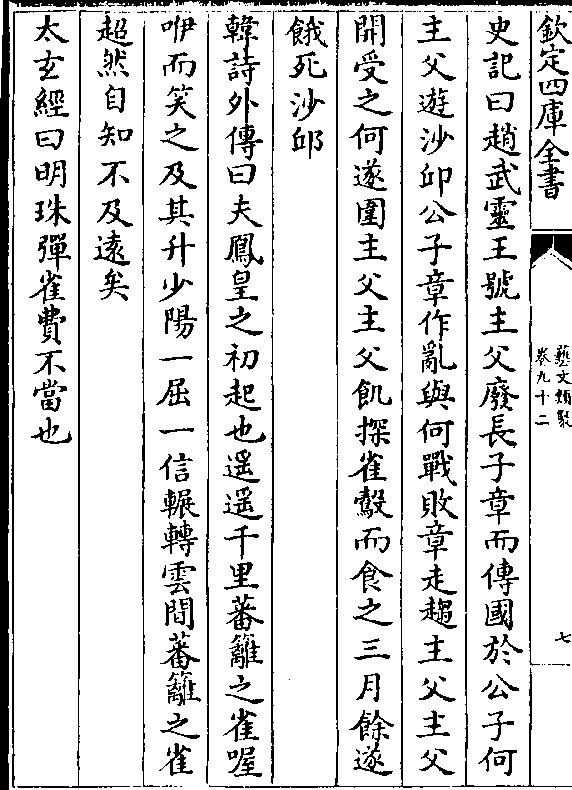 欽定四庫全書
藝文類聚
卷九十二
七
史記曰趙武靈王號主父廢長子章而傳國於公子何
主父遊沙邱公子章作亂與何戰敗章走趨主父主父
開受之何遂圍主父主父飢探雀鷇而食之三月餘遂
餓死沙邱
韓詩外傳曰夫鳳皇之初起也遥遥千里蕃籬之雀喔
咿而笑之及其升少陽一屈一信輾轉雲間蕃籬之雀
超然自知不及遠矣
太玄經曰明珠彈雀費不當也